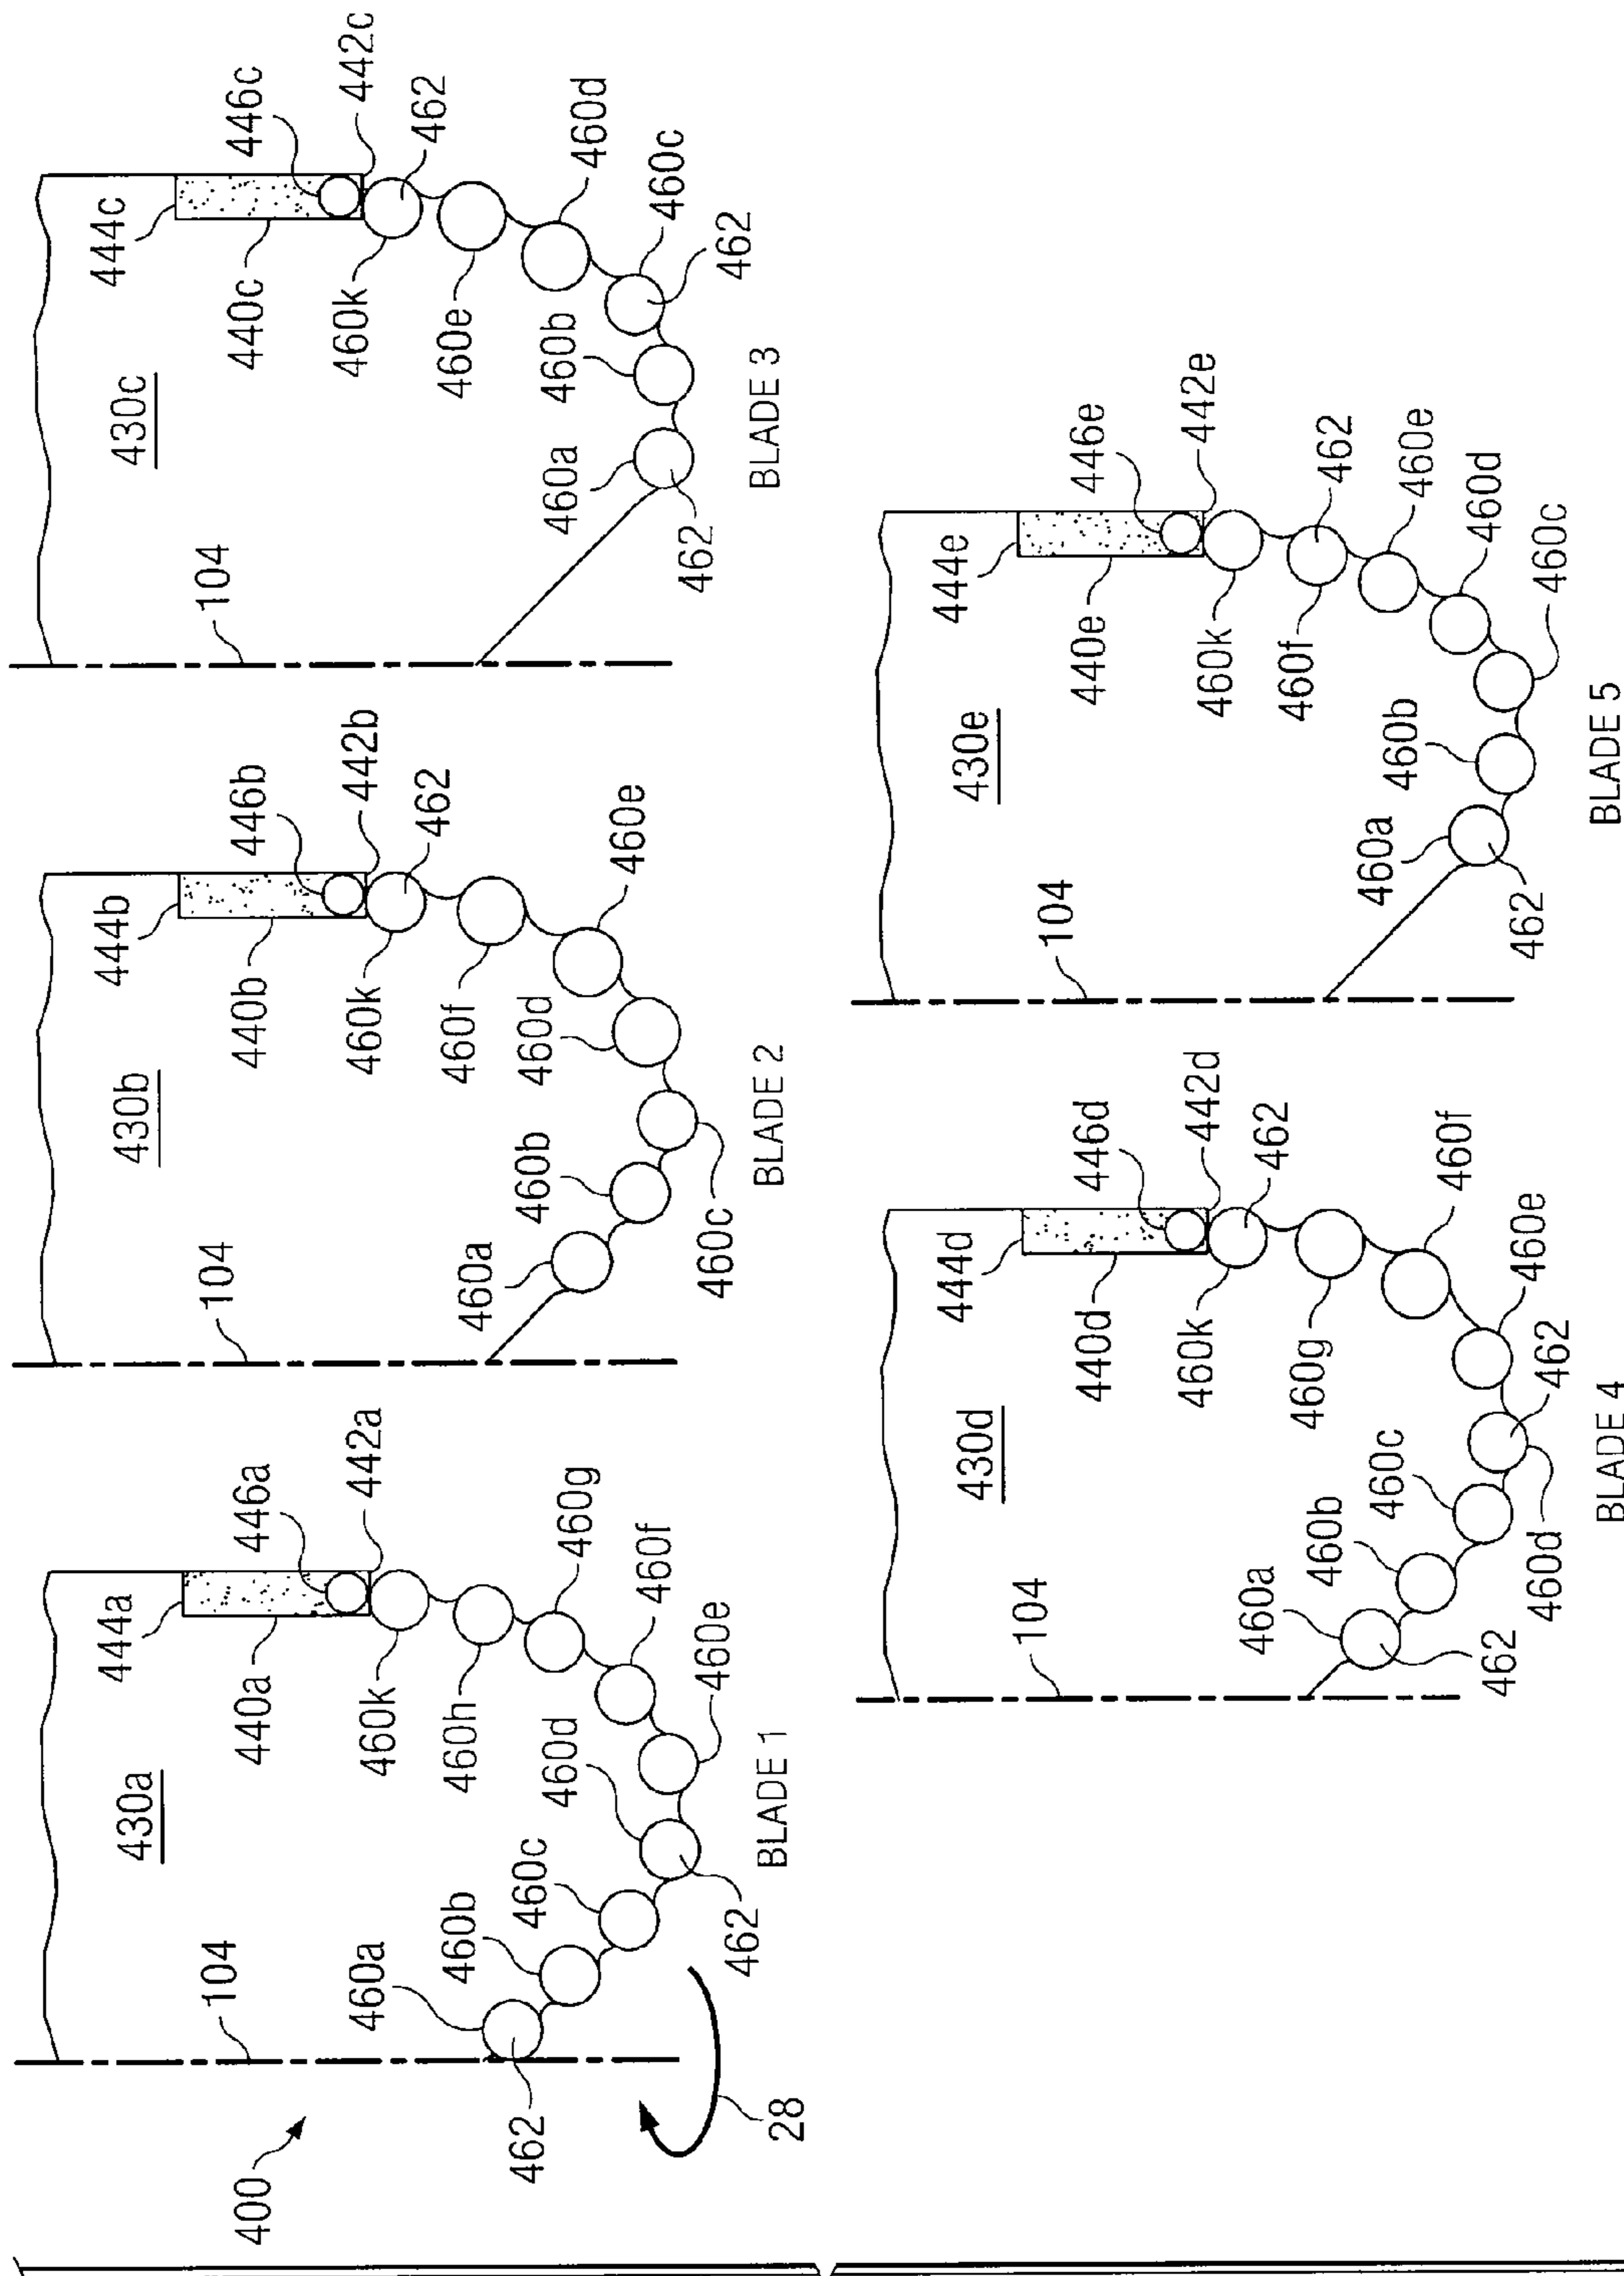 400
104
430a
444a
440a
446a
442a
460k
460h
460g
460f
460e
460d
460c
460b
460a
462
462
28
BLADE 1
104
430b
444b
440b
446b
442b
462
460k
460f
460e
460d
460c
460b
460a
BLADE 2
104
430c
444c
440c
446c
442c
462
460k
460e
460d
460c
462
460b
460a
462
BLADE 3
104
430d
444d
440d
446d
442d
462
460k
460g
460f
460e
462
460d
460c
460b
460a
462
BLADE 4
104
430e
444e
440e
446e
442e
462
460k
460f
460e
460d
460c
460b
460a
462
BLADE 5